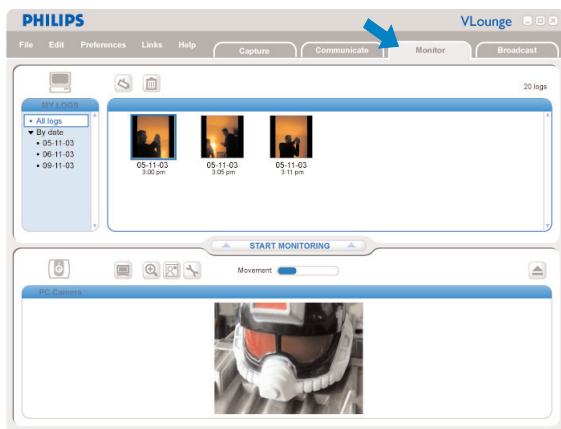 PHILIPS
VLounge
File Edit Preferences Links Help
Capture Communicate Monitor Broadcast
20 logs
MY LOGS
• All logs
▼ By date
• 05-11-03
• 06-11-03
• 09-11-03
05-11-03
3:00 pm
05-11-03
3:05 pm
05-11-03
3:11 pm
START MONITORING
Movement
PC Camera